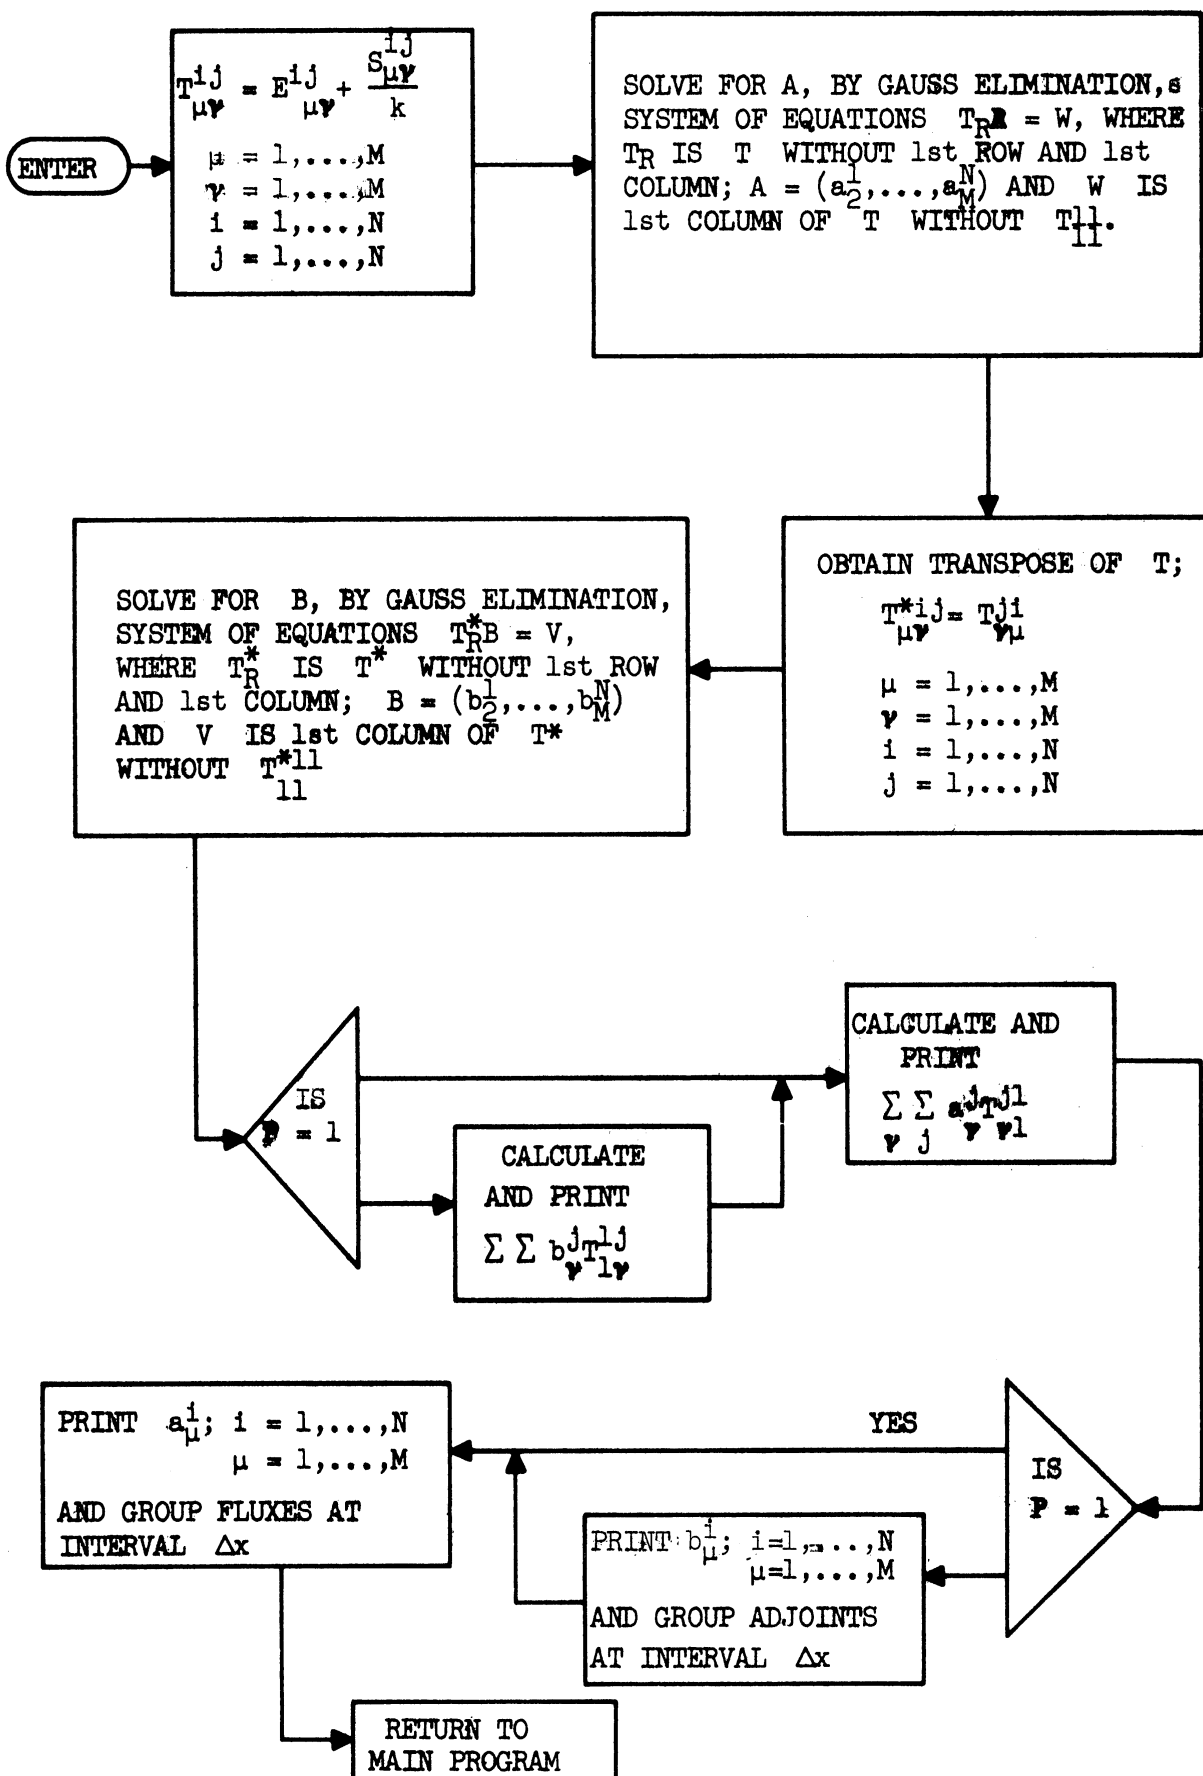 ENTER
T^{ij}_{μν} = E^{ij}_{μν} + S^{ij}_{μν}/k
μ = 1,...,M
ν = 1,...,M
i = 1,...,N
j = 1,...,N
SOLVE FOR A, BY GAUSS ELIMINATION,
SYSTEM OF EQUATIONS T_R = W, WHERE
T_R IS T WITHOUT 1st ROW AND 1st
COLUMN; A = (a^1_2,...,a^N_M) AND W IS
1st COLUMN OF T WITHOUT T^{11}_{11}.
OBTAIN TRANSPOSE OF T;
T^{*ij}_{μν} = T^{ji}_{νμ}
μ = 1,...,M
ν = 1,...,M
i = 1,...,N
j = 1,...,N
SOLVE FOR B, BY GAUSS ELIMINATION,
SYSTEM OF EQUATIONS T^*_R B = V,
WHERE T^*_R IS T^* WITHOUT 1st ROW
AND 1st COLUMN; B = (b^1_2,...,b^N_M)
AND V IS 1st COLUMN OF T*
WITHOUT T^{*11}_{11}
IS
P = 1
CALCULATE
AND PRINT
Σ Σ b^j_ν T^{1j}_{1ν}
CALCULATE AND
PRINT
Σ_ν Σ_j a^j_ν T^{j1}_{ν1}
IS
P = 1
YES
PRINT b^i_μ; i=1,...,N
μ=1,...,M
AND GROUP ADJOINTS
AT INTERVAL Δx
PRINT a^i_μ; i = 1,...,N
μ = 1,...,M
AND GROUP FLUXES AT
INTERVAL Δx
RETURN TO
MAIN PROGRAM